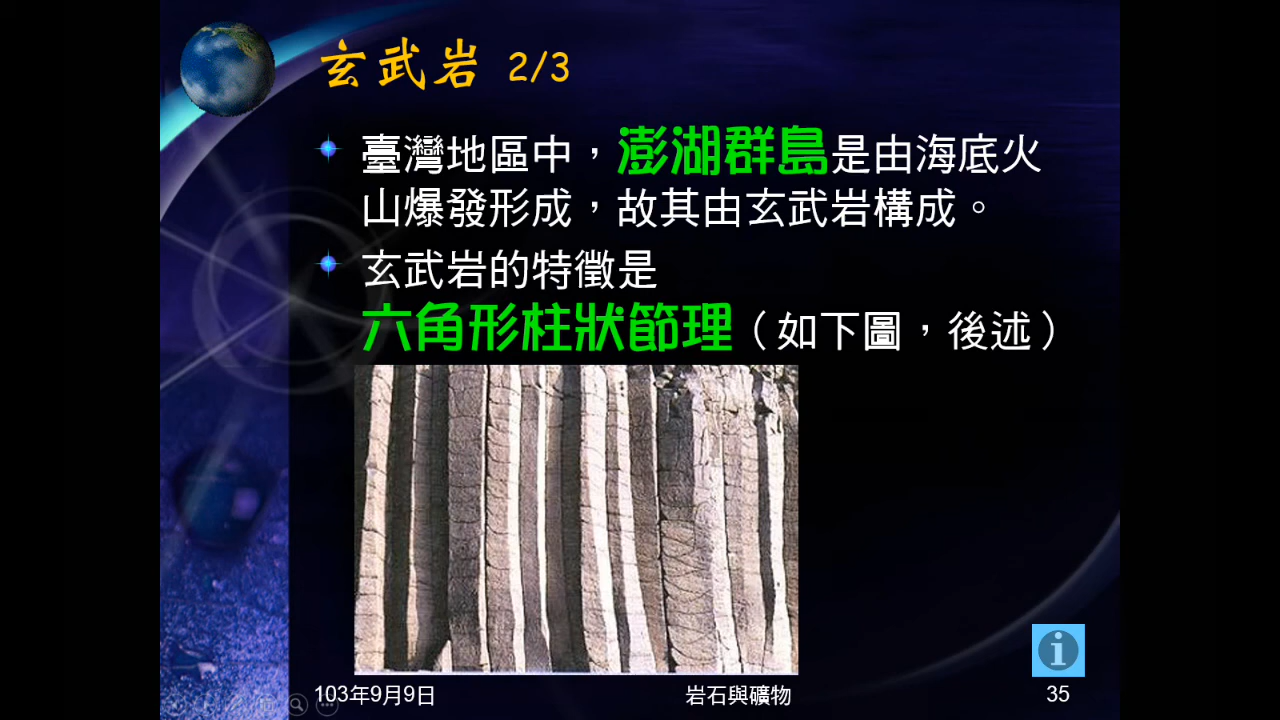 玄武岩 2/3
臺灣地區中，澎湖群島是由海底火
山爆發形成，故其由玄武岩構成。
玄武岩的特徵是
六角形柱狀節理（如下圖，後述）
i
103年9月9日
岩石與礦物
35